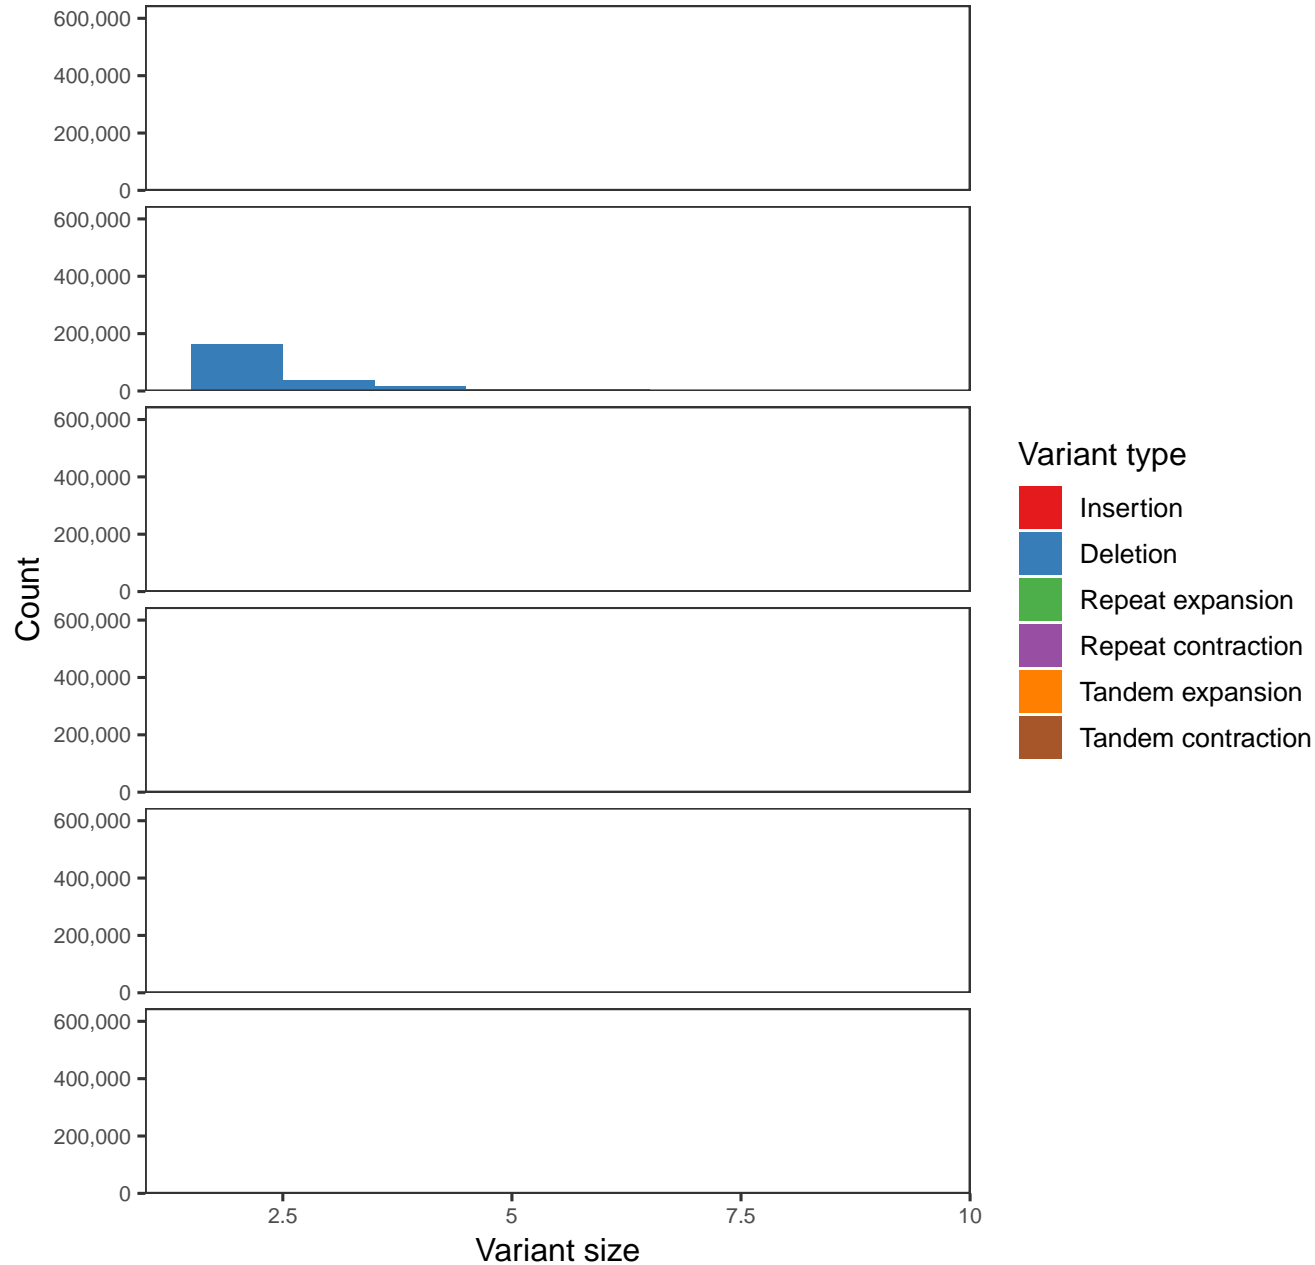 600,000
400,000
200,000
0
600,000
400,000
200,000
0
600,000
400,000
200,000
0
600,000
400,000
200,000
0
600,000
400,000
200,000
0
600,000
400,000
200,000
0
Count
2.5 5 7.5 10
Variant size
Variant type
Insertion
Deletion
Repeat expansion
Repeat contraction
Tandem expansion
Tandem contraction